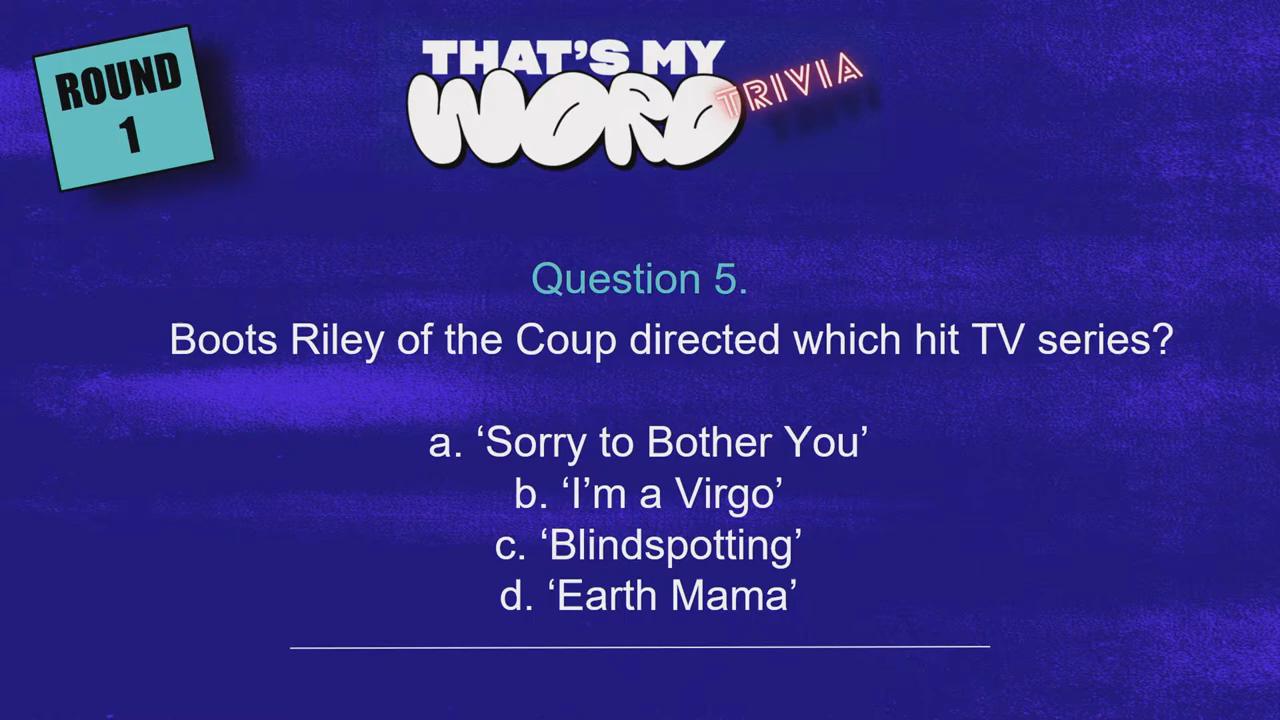 ROUND
1
THAT'S MY
WORD
TRIVIA
Question 5.
Boots Riley of the Coup directed which hit TV series?
a. ‘Sorry to Bother You’
b. ‘I’m a Virgo’
c. ‘Blindspotting’
d. ‘Earth Mama’